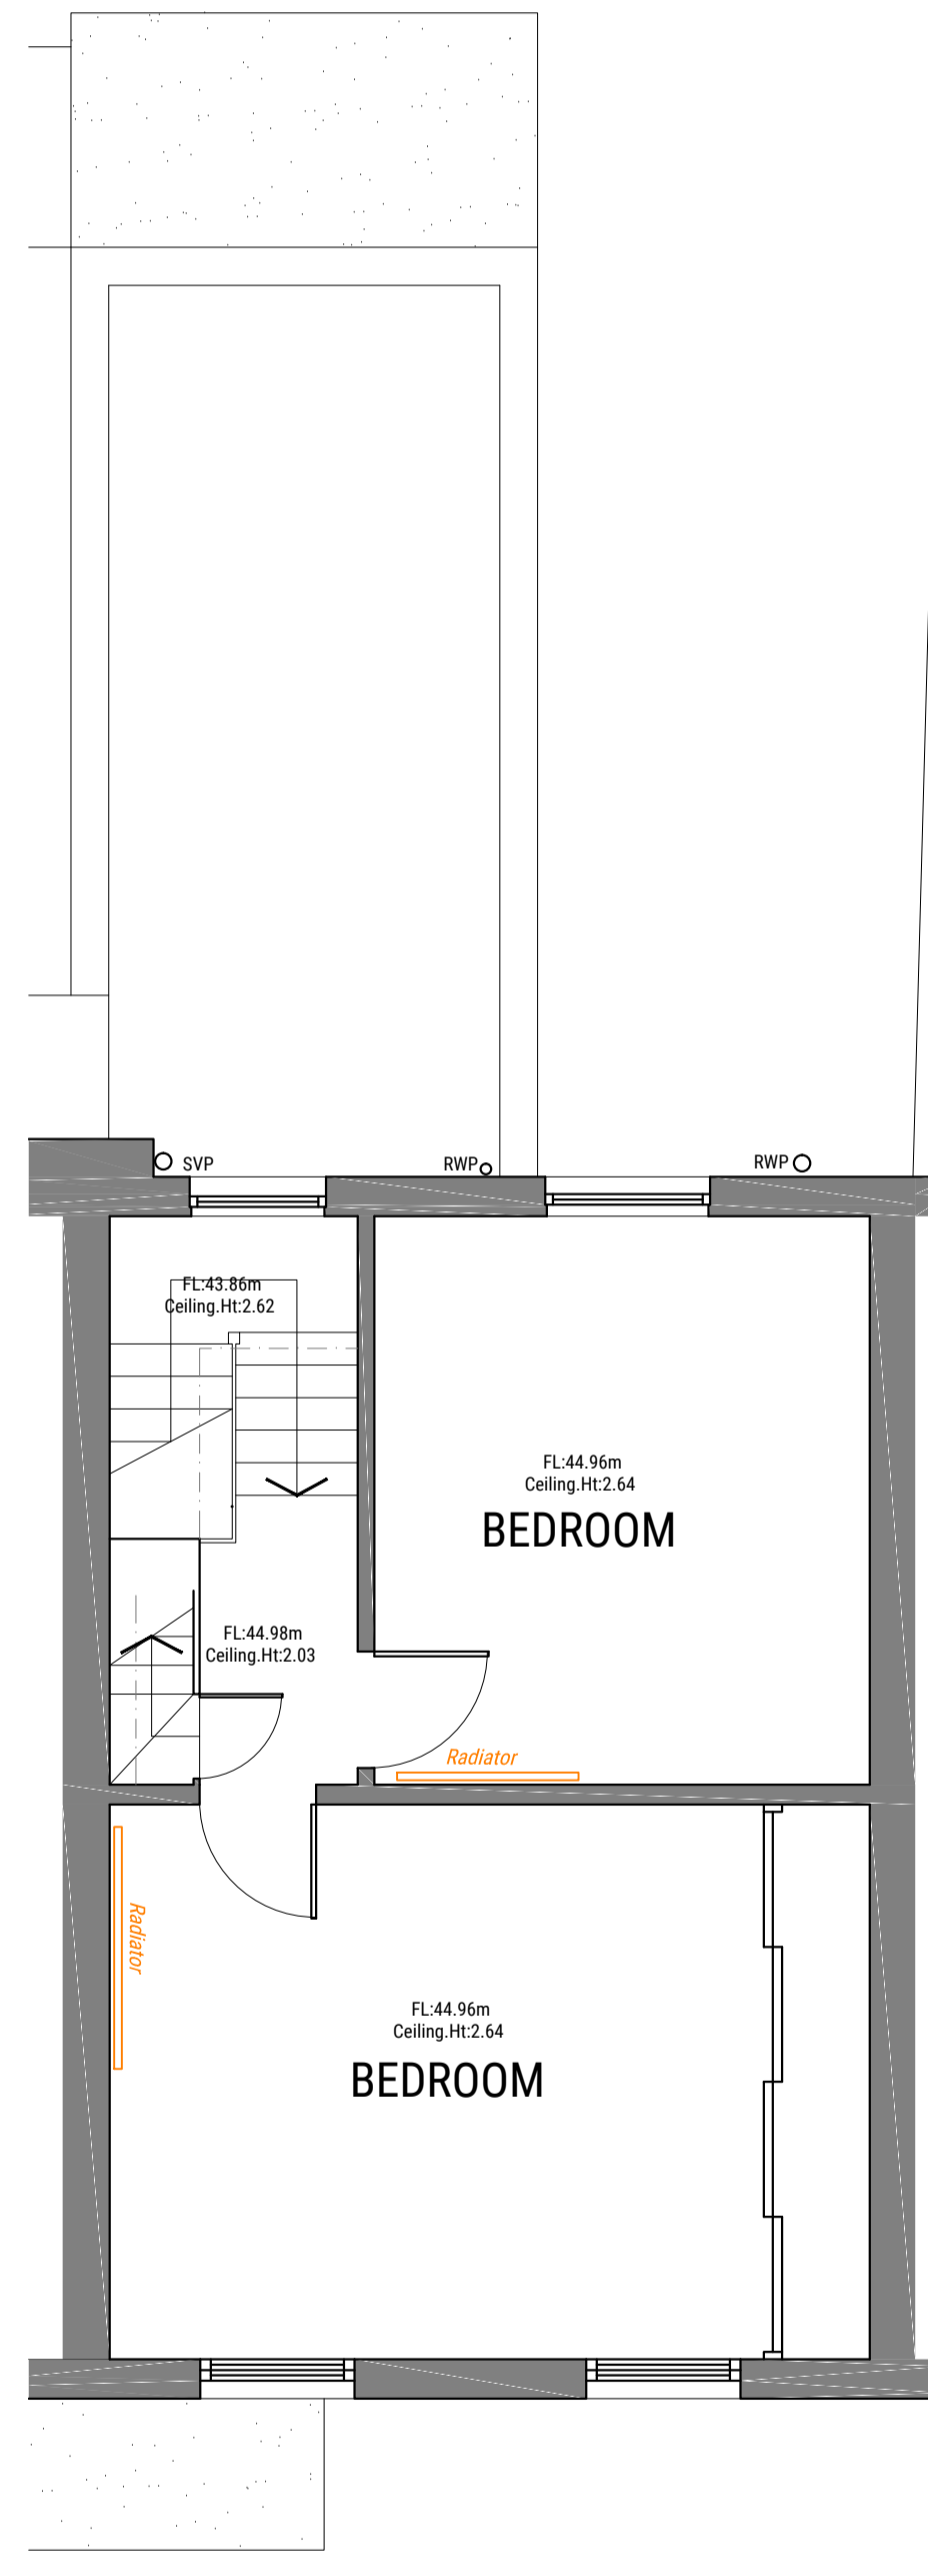 SVP
RWP
RWP
FL:43.86m
Ceiling.Ht:2.62
FL:44.96m
Ceiling.Ht:2.64
BEDROOM
FL:44.98m
Ceiling.Ht:2.03
Radiator
Radiator
FL:44.96m
Ceiling.Ht:2.64
BEDROOM